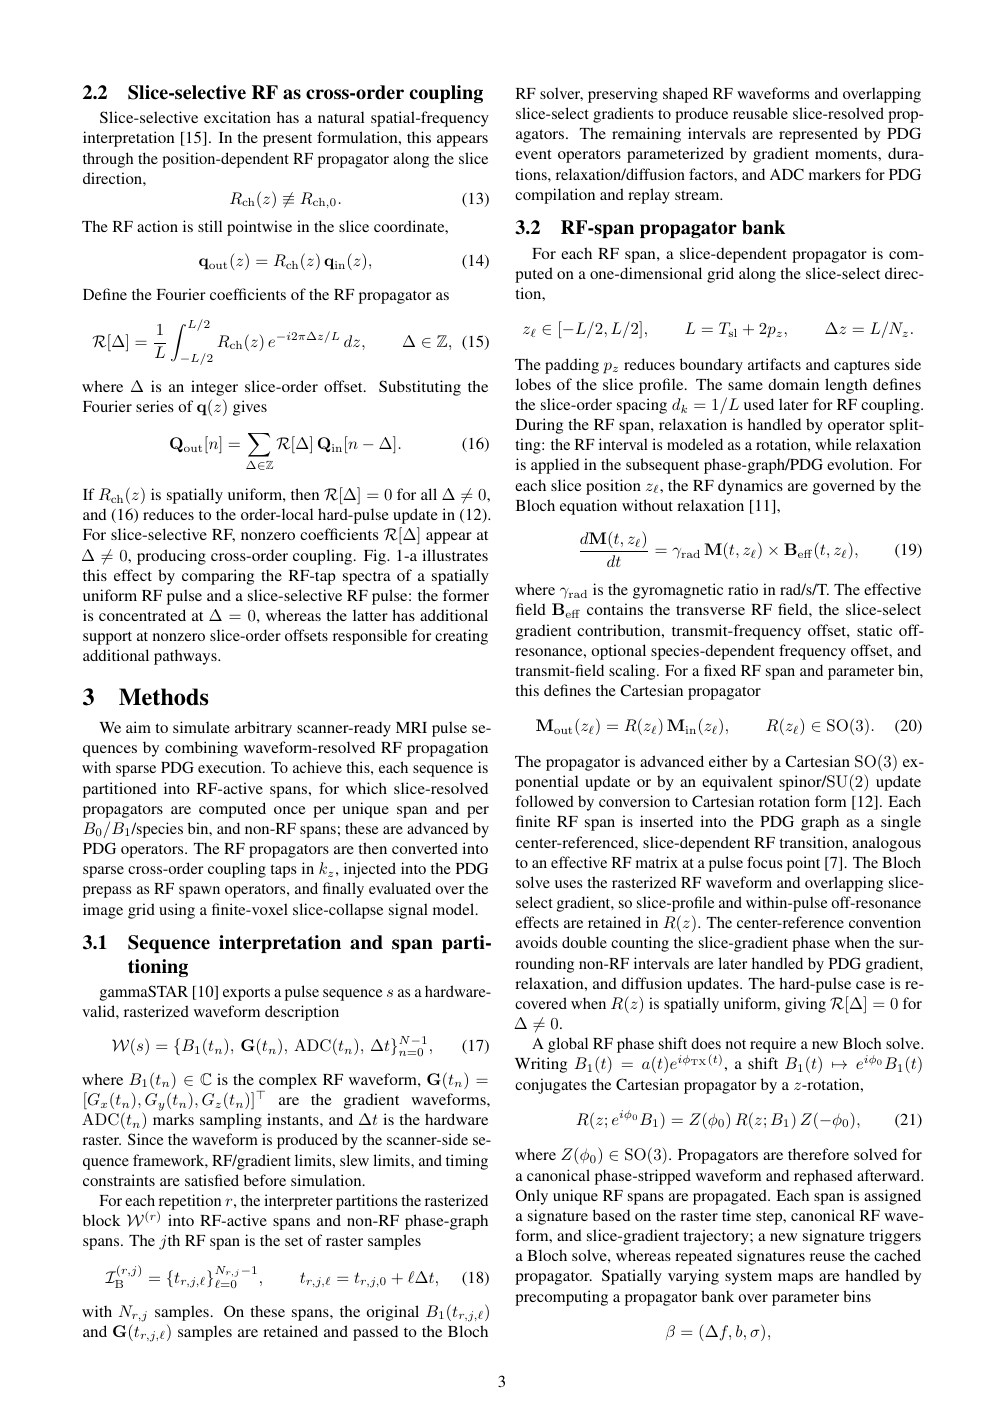 2.2 Slice-selective RF as cross-order coupling
Slice-selective excitation has a natural spatial-frequency
interpretation [15]. In the present formulation, this appears
through the position-dependent RF propagator along the slice
direction,
R_ch(z) ≢ R_ch,0. (13)
The RF action is still pointwise in the slice coordinate,
q_out(z) = R_ch(z) q_in(z), (14)
Define the Fourier coefficients of the RF propagator as
ℛ[Δ] = 1/L ∫_{−L/2}^{L/2} R_ch(z) e^{−i2πΔz/L} dz, Δ ∈ ℤ, (15)
where Δ is an integer slice-order offset. Substituting the
Fourier series of q(z) gives
Q_out[n] = ∑_{Δ∈ℤ} ℛ[Δ] Q_in[n − Δ]. (16)
If R_ch(z) is spatially uniform, then ℛ[Δ] = 0 for all Δ ≠ 0,
and (16) reduces to the order-local hard-pulse update in (12).
For slice-selective RF, nonzero coefficients ℛ[Δ] appear at
Δ ≠ 0, producing cross-order coupling. Fig. 1-a illustrates
this effect by comparing the RF-tap spectra of a spatially
uniform RF pulse and a slice-selective RF pulse: the former
is concentrated at Δ = 0, whereas the latter has additional
support at nonzero slice-order offsets responsible for creating
additional pathways.
3 Methods
We aim to simulate arbitrary scanner-ready MRI pulse se-
quences by combining waveform-resolved RF propagation
with sparse PDG execution. To achieve this, each sequence is
partitioned into RF-active spans, for which slice-resolved
propagators are computed once per unique span and per
B_0/B_1/species bin, and non-RF spans; these are advanced by
PDG operators. The RF propagators are then converted into
sparse cross-order coupling taps in k_z, injected into the PDG
prepass as RF spawn operators, and finally evaluated over the
image grid using a finite-voxel slice-collapse signal model.
3.1 Sequence interpretation and span parti-
tioning
gammaSTAR [10] exports a pulse sequence s as a hardware-
valid, rasterized waveform description
𝒲(s) = {B_1(t_n), G(t_n), ADC(t_n), Δt}_{n=0}^{N−1}, (17)
where B_1(t_n) ∈ ℂ is the complex RF waveform, G(t_n) =
[G_x(t_n), G_y(t_n), G_z(t_n)]^⊤ are the gradient waveforms,
ADC(t_n) marks sampling instants, and Δt is the hardware
raster. Since the waveform is produced by the scanner-side se-
quence framework, RF/gradient limits, slew limits, and timing
constraints are satisfied before simulation.
For each repetition r, the interpreter partitions the rasterized
block 𝒲^(r) into RF-active spans and non-RF phase-graph
spans. The jth RF span is the set of raster samples
ℐ_B^{(r,j)} = {t_{r,j,ℓ}}_{ℓ=0}^{N_{r,j}−1}, t_{r,j,ℓ} = t_{r,j,0} + ℓΔt, (18)
with N_{r,j} samples. On these spans, the original B_1(t_{r,j,ℓ})
and G(t_{r,j,ℓ}) samples are retained and passed to the Bloch
RF solver, preserving shaped RF waveforms and overlapping
slice-select gradients to produce reusable slice-resolved prop-
agators. The remaining intervals are represented by PDG
event operators parameterized by gradient moments, dura-
tions, relaxation/diffusion factors, and ADC markers for PDG
compilation and replay stream.
3.2 RF-span propagator bank
For each RF span, a slice-dependent propagator is com-
puted on a one-dimensional grid along the slice-select direc-
tion,
z_ℓ ∈ [−L/2, L/2], L = T_sl + 2p_z, Δz = L/N_z.
The padding p_z reduces boundary artifacts and captures side
lobes of the slice profile. The same domain length defines
the slice-order spacing d_k = 1/L used later for RF coupling.
During the RF span, relaxation is handled by operator split-
ting: the RF interval is modeled as a rotation, while relaxation
is applied in the subsequent phase-graph/PDG evolution. For
each slice position z_ℓ, the RF dynamics are governed by the
Bloch equation without relaxation [11],
dM(t, z_ℓ)/dt = γ_rad M(t, z_ℓ) × B_eff(t, z_ℓ), (19)
where γ_rad is the gyromagnetic ratio in rad/s/T. The effective
field B_eff contains the transverse RF field, the slice-select
gradient contribution, transmit-frequency offset, static off-
resonance, optional species-dependent frequency offset, and
transmit-field scaling. For a fixed RF span and parameter bin,
this defines the Cartesian propagator
M_out(z_ℓ) = R(z_ℓ) M_in(z_ℓ), R(z_ℓ) ∈ SO(3). (20)
The propagator is advanced either by a Cartesian SO(3) ex-
ponential update or by an equivalent spinor/SU(2) update
followed by conversion to Cartesian rotation form [12]. Each
finite RF span is inserted into the PDG graph as a single
center-referenced, slice-dependent RF transition, analogous
to an effective RF matrix at a pulse focus point [7]. The Bloch
solve uses the rasterized RF waveform and overlapping slice-
select gradient, so slice-profile and within-pulse off-resonance
effects are retained in R(z). The center-reference convention
avoids double counting the slice-gradient phase when the sur-
rounding non-RF intervals are later handled by PDG gradient,
relaxation, and diffusion updates. The hard-pulse case is re-
covered when R(z) is spatially uniform, giving ℛ[Δ] = 0 for
Δ ≠ 0.
A global RF phase shift does not require a new Bloch solve.
Writing B_1(t) = a(t)e^{iϕ_TX(t)}, a shift B_1(t) ↦ e^{iϕ_0}B_1(t)
conjugates the Cartesian propagator by a z-rotation,
R(z; e^{iϕ_0}B_1) = Z(ϕ_0) R(z; B_1) Z(−ϕ_0), (21)
where Z(ϕ_0) ∈ SO(3). Propagators are therefore solved for
a canonical phase-stripped waveform and rephased afterward.
Only unique RF spans are propagated. Each span is assigned
a signature based on the raster time step, canonical RF wave-
form, and slice-gradient trajectory; a new signature triggers
a Bloch solve, whereas repeated signatures reuse the cached
propagator. Spatially varying system maps are handled by
precomputing a propagator bank over parameter bins
β = (Δf, b, σ),
3